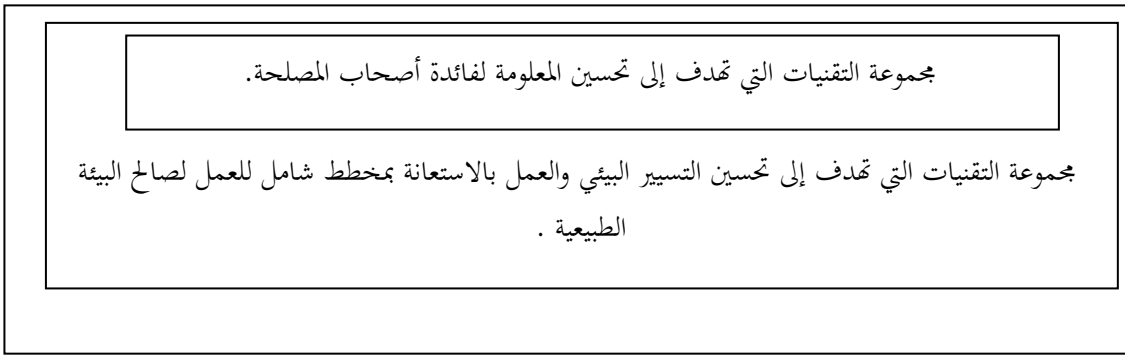 مجموعة التقنيات التي تهدف إلى تحسين المعلومة لفائدة أصحاب المصلحة.
مجموعة التقنيات التي تهدف إلى تحسين التسيير البيئي والعمل بالاستعانة بمخطط شامل للعمل لصالح البيئة
الطبيعية .